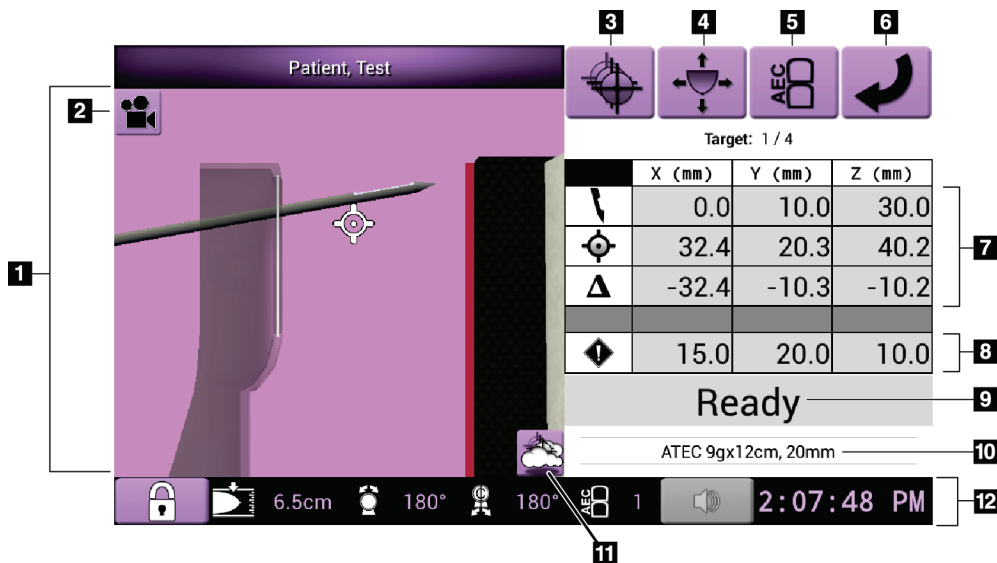 3 4 5 6
Patient, Test
AEC
1
2
Target: 1 / 4
X (mm) Y (mm) Z (mm)
0.0 10.0 30.0
32.4 20.3 40.2
7
Δ -32.4 -10.3 -10.2
! 15.0 20.0 10.0 8
Ready 9
ATEC 9gx12cm, 20mm 10
6.5cm 180° C 180° AEC 1 2:07:48 PM 12
11